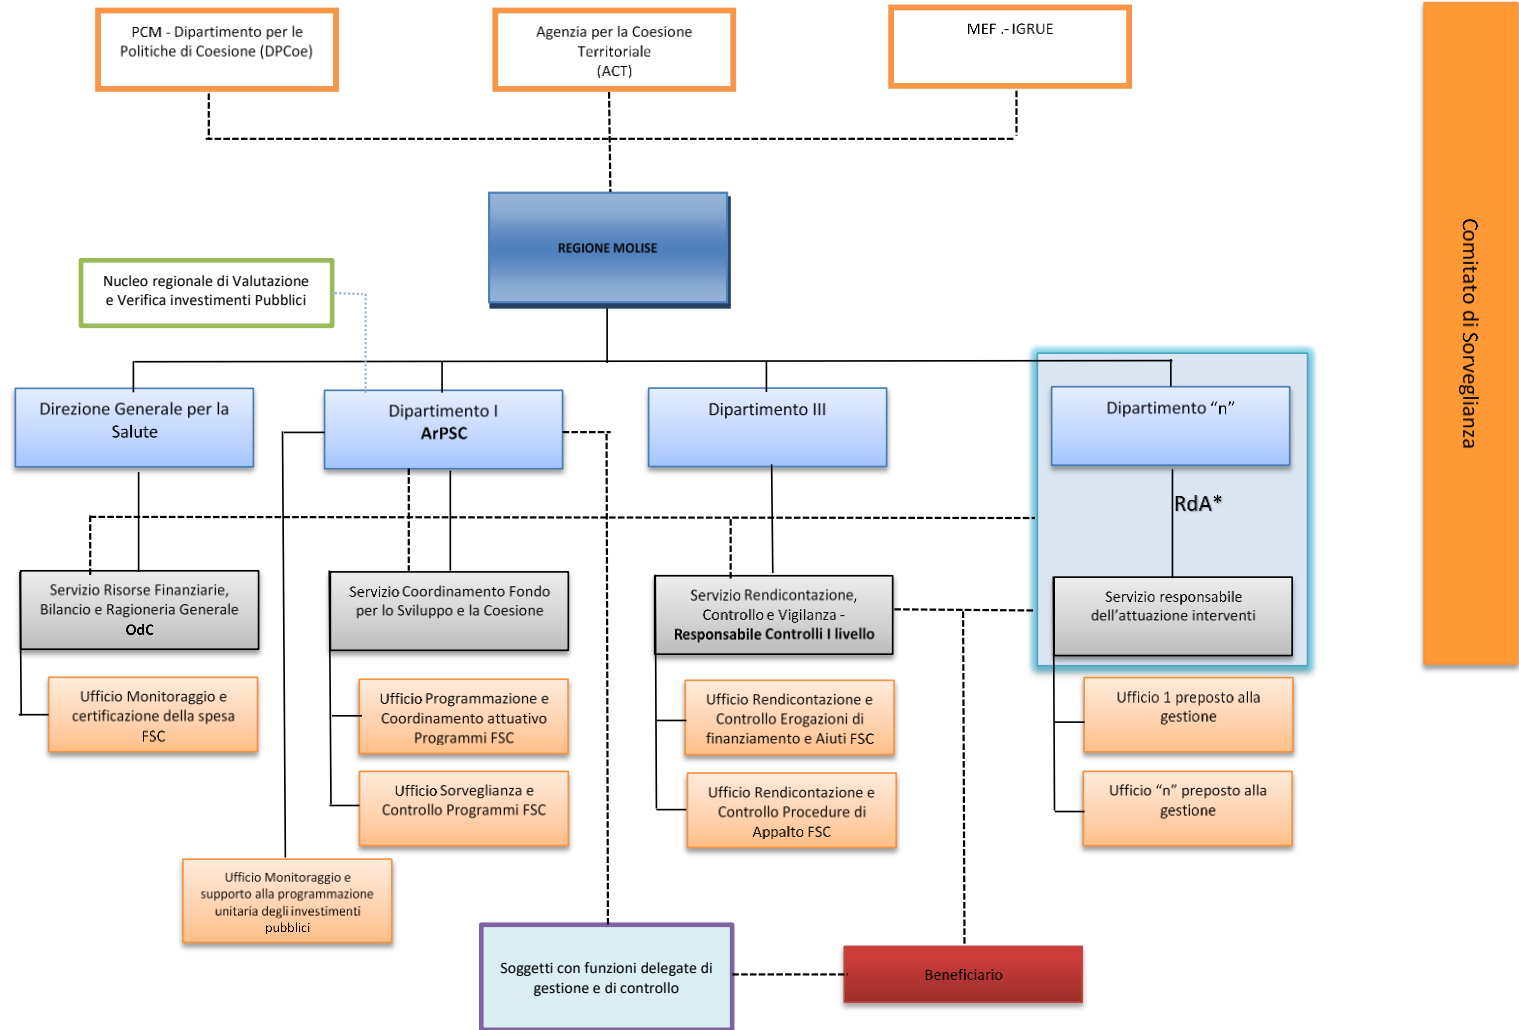 PCM - Dipartimento per le
Politiche di Coesione (DPCoe)
Agenzia per la Coesione
Territoriale
(ACT)
MEF .- IGRUE
Comitato di Sorveglianza
REGIONE MOLISE
Nucleo regionale di Valutazione
e Verifica investimenti Pubblici
Direzione Generale per la
Salute
Dipartimento I
ArPSC
Dipartimento III
Dipartimento “n”
RdA*
Servizio Risorse Finanziarie,
Bilancio e Ragioneria Generale
OdC
Servizio Coordinamento Fondo
per lo Sviluppo e la Coesione
Servizio Rendicontazione,
Controllo e Vigilanza -
Responsabile Controlli I livello
Servizio responsabile
dell’attuazione interventi
Ufficio Monitoraggio e
certificazione della spesa
FSC
Ufficio Programmazione e
Coordinamento attuativo
Programmi FSC
Ufficio Rendicontazione e
Controllo Erogazioni di
finanziamento e Aiuti FSC
Ufficio 1 preposto alla
gestione
Ufficio Sorveglianza e
Controllo Programmi FSC
Ufficio Rendicontazione e
Controllo Procedure di
Appalto FSC
Ufficio “n” preposto alla
gestione
Ufficio Monitoraggio e
supporto alla programmazione
unitaria degli investimenti
pubblici
Soggetti con funzioni delegate di
gestione e di controllo
Beneficiario